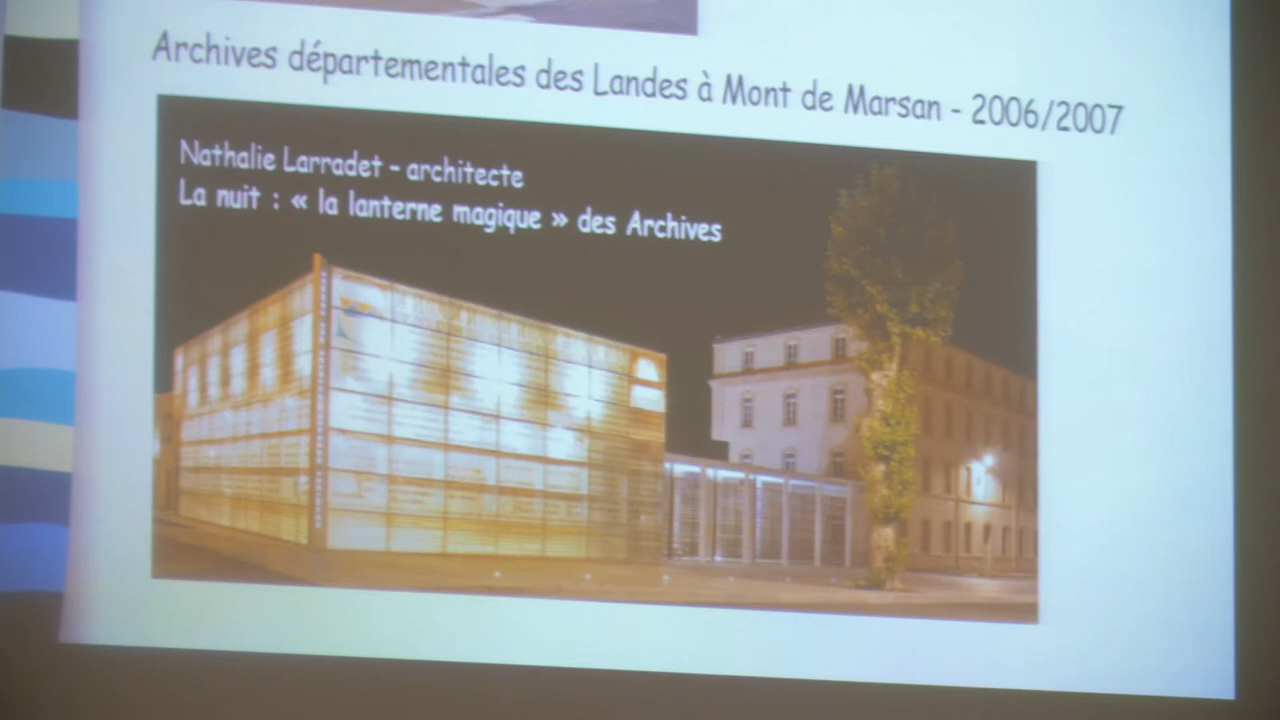 Archives départementales des Landes à Mont de Marsan - 2006/2007
Nathalie Larradet - architecte
La nuit : « la lanterne magique » des Archives